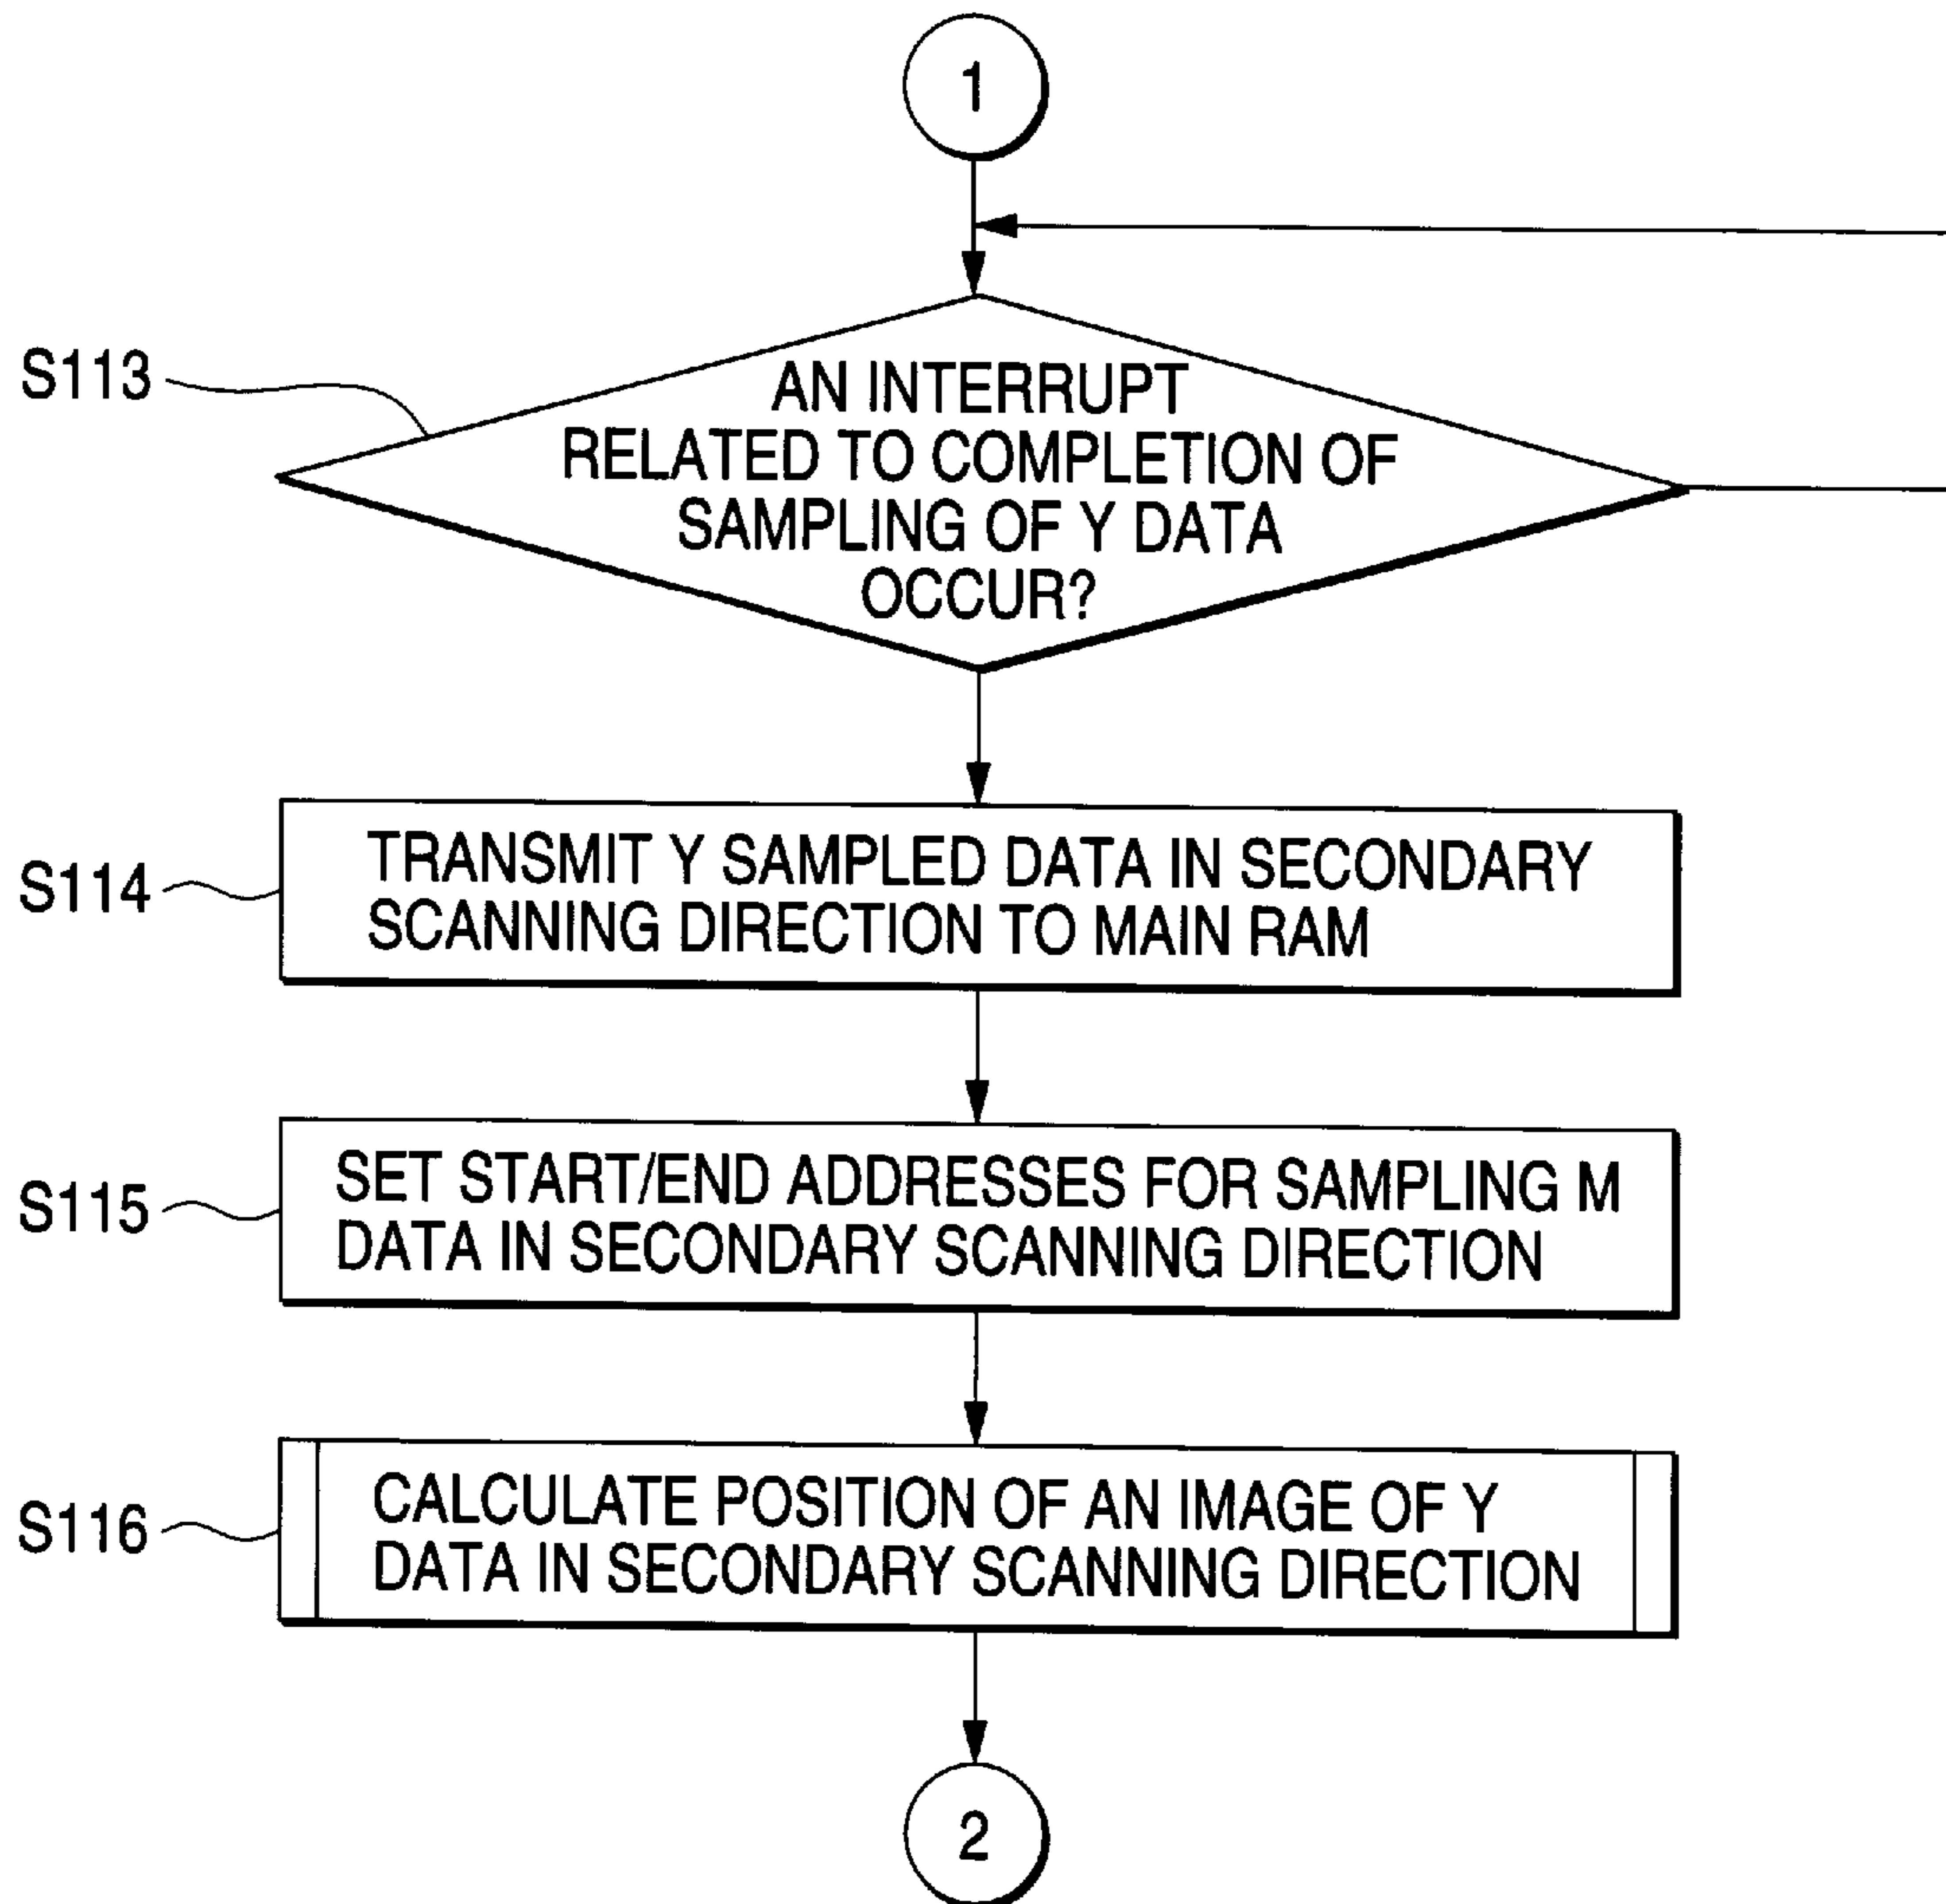 1
S113
AN INTERRUPT
RELATED TO COMPLETION OF
SAMPLING OF Y DATA
OCCUR?
S114
TRANSMIT Y SAMPLED DATA IN SECONDARY
SCANNING DIRECTION TO MAIN RAM
S115
SET START/END ADDRESSES FOR SAMPLING M
DATA IN SECONDARY SCANNING DIRECTION
S116
CALCULATE POSITION OF AN IMAGE OF Y
DATA IN SECONDARY SCANNING DIRECTION
2